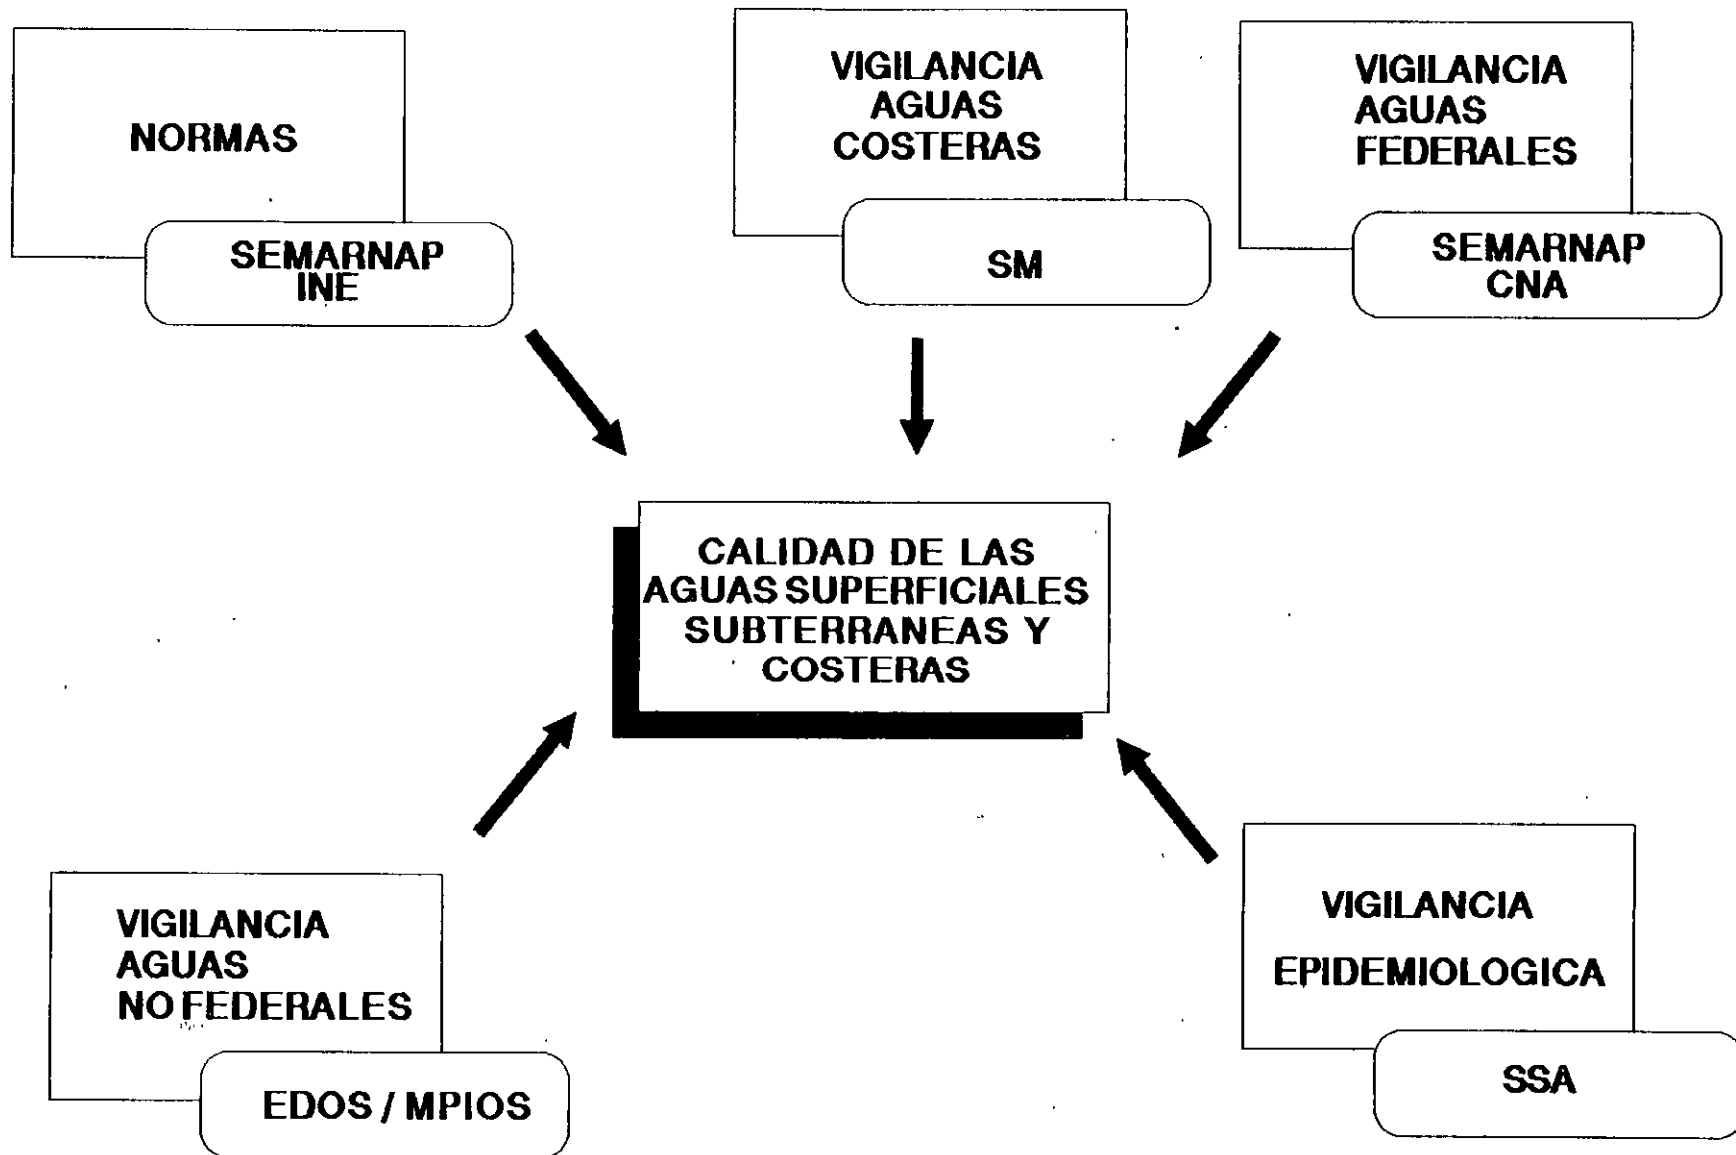 NORMAS
SEMARNAP
INE
VIGILANCIA
AGUAS
COSTERAS
SM
VIGILANCIA
AGUAS
FEDERALES
SEMARNAP
CNA
CALIDAD DE LAS
AGUAS SUPERFICIALES
SUBTERRANEAS Y
COSTERAS
VIGILANCIA
AGUAS
NO FEDERALES
EDOS / MPIOS
VIGILANCIA
EPIDEMIOLOGICA
SSA